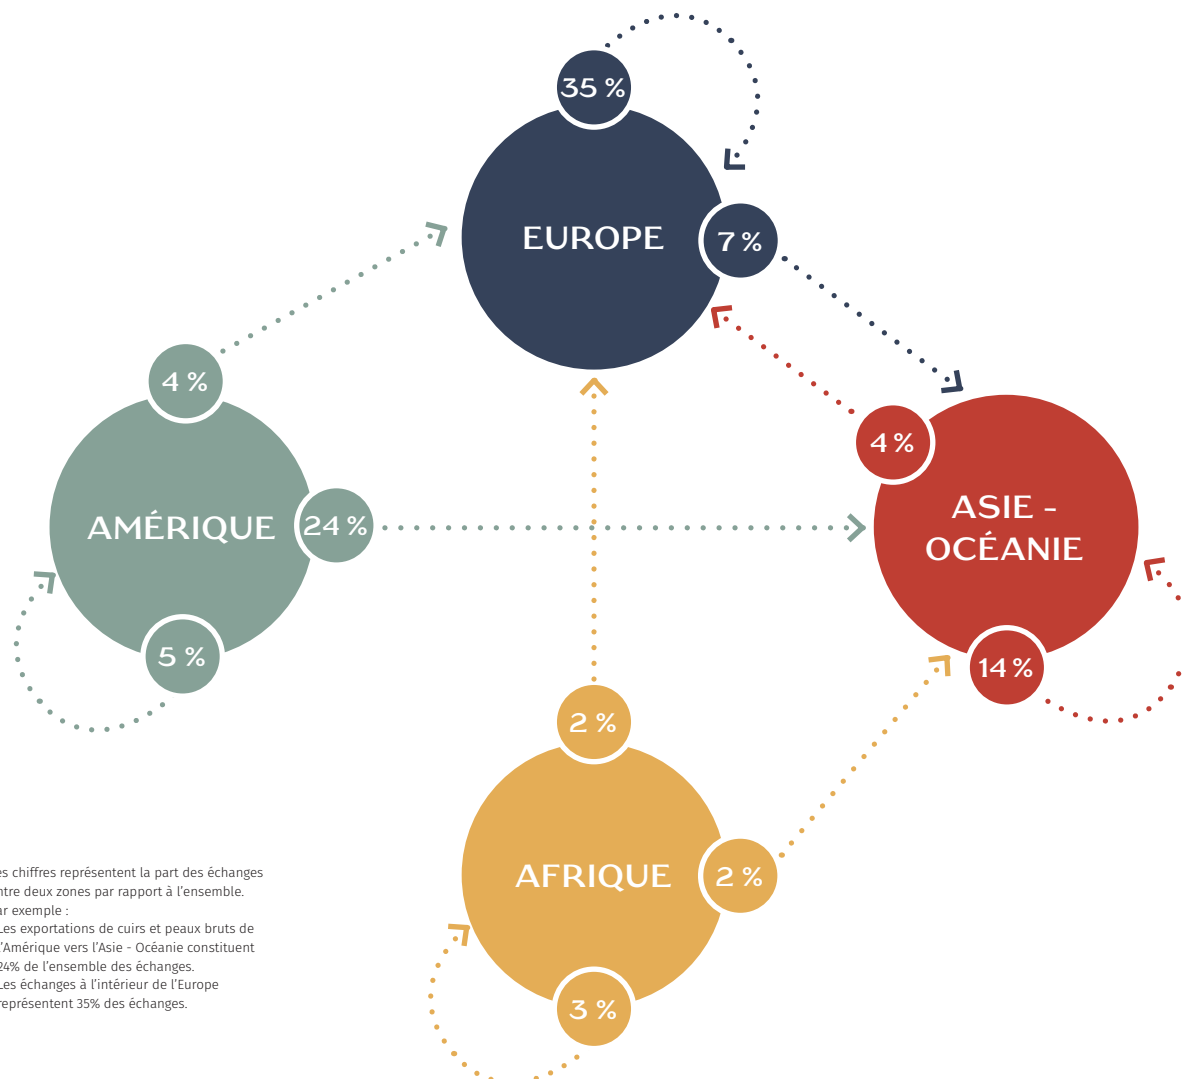 35 %
EUROPE
7 %
4 %
4 %
AMÉRIQUE
24 %
ASIE -
OCÉANIE
5 %
14 %
2 %
AFRIQUE
2 %
3 %
es chiffres représentent la part des échanges
ntre deux zones par rapport à l’ensemble.
ar exemple :
Les exportations de cuirs et peaux bruts de
l’Amérique vers l’Asie - Océanie constituent
24% de l’ensemble des échanges.
Les échanges à l’intérieur de l’Europe
représentent 35% des échanges.